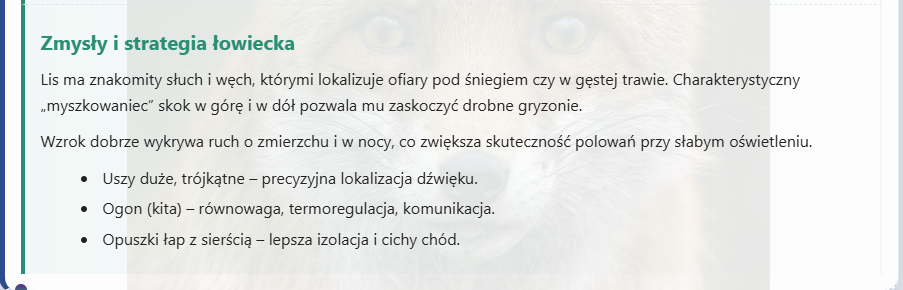 Zmysły i strategia łowiecka
Lis ma znakomity słuch i węch, którymi lokalizuje ofiary pod śniegiem czy w gęstej trawie. Charakterystyczny
„myszkowaniec” skok w górę i w dół pozwala mu zaskoczyć drobne gryzonie.
Wzrok dobrze wykrywa ruch o zmierzchu i w nocy, co zwiększa skuteczność polowań przy słabym oświetleniu.
• Uszy duże, trójkątne – precyzyjna lokalizacja dźwięku.
• Ogon (kita) – równowaga, termoregulacja, komunikacja.
• Opuszki łap z sierścią – lepsza izolacja i cichy chód.